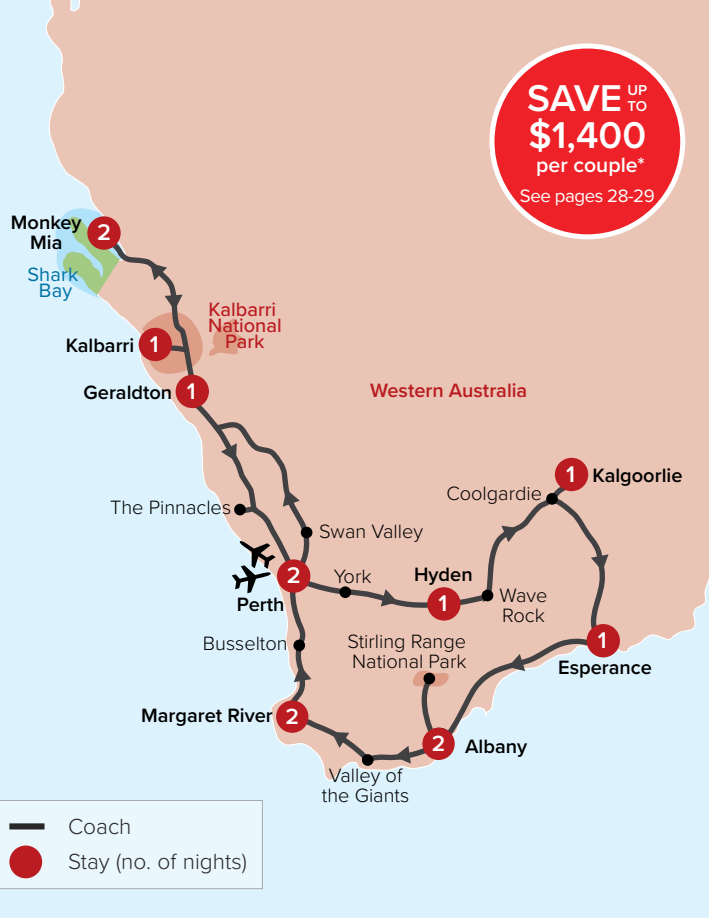 SAVE UP TO
$1,400
per couple*
See pages 28-29
Monkey
Mia
2
Shark
Bay
Kalbarri
National
Park
Kalbarri 1
Geraldton 1
Western Australia
Coolgardie
1 Kalgoorlie
The Pinnacles
Swan Valley
2
Perth
York
Hyden
1
Wave
Rock
Busselton
Stirling Range
National Park
1
Esperance
Margaret River 2
2 Albany
Valley of
the Giants
Coach
Stay (no. of nights)